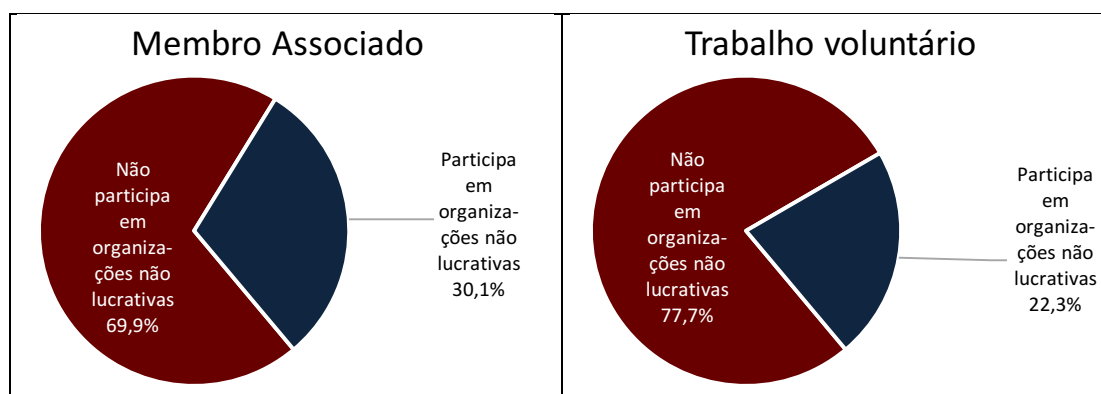 Membro Associado
Não
participa
em
organiza-
ções não
lucrativas
69,9%
Participa
em
organiza-
ções não
lucrativas
30,1%
Trabalho voluntário
Não
participa
em
organiza-
ções não
lucrativas
77,7%
Participa
em
organiza-
ções não
lucrativas
22,3%